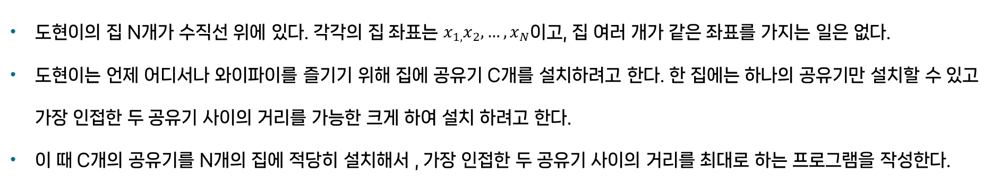 • 도현이의 집 N개가 수직선 위에 있다. 각각의 집 좌표는 x₁,x₂, … , x_N이고, 집 여러 개가 같은 좌표를 가지는 일은 없다.
• 도현이는 언제 어디서나 와이파이를 즐기기 위해 집에 공유기 C개를 설치하려고 한다. 한 집에는 하나의 공유기만 설치할 수 있고
가장 인접한 두 공유기 사이의 거리를 가능한 크게 하여 설치 하려고 한다.
• 이 때 C개의 공유기를 N개의 집에 적당히 설치해서 , 가장 인접한 두 공유기 사이의 거리를 최대로 하는 프로그램을 작성한다.